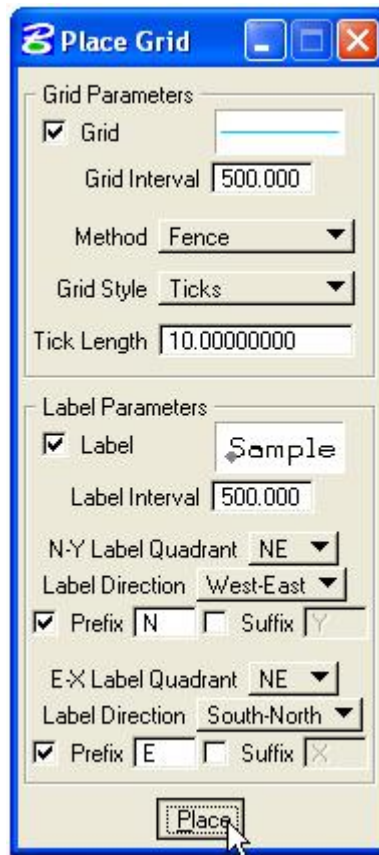 Place Grid
Grid Parameters
Grid
Grid Interval 500.000
Method Fence
Grid Style Ticks
Tick Length 10.00000000
Label Parameters
Label Sample
Label Interval 500.000
N-Y Label Quadrant NE
Label Direction West-East
Prefix N Suffix Y
E-X Label Quadrant NE
Label Direction South-North
Prefix E Suffix X
Place